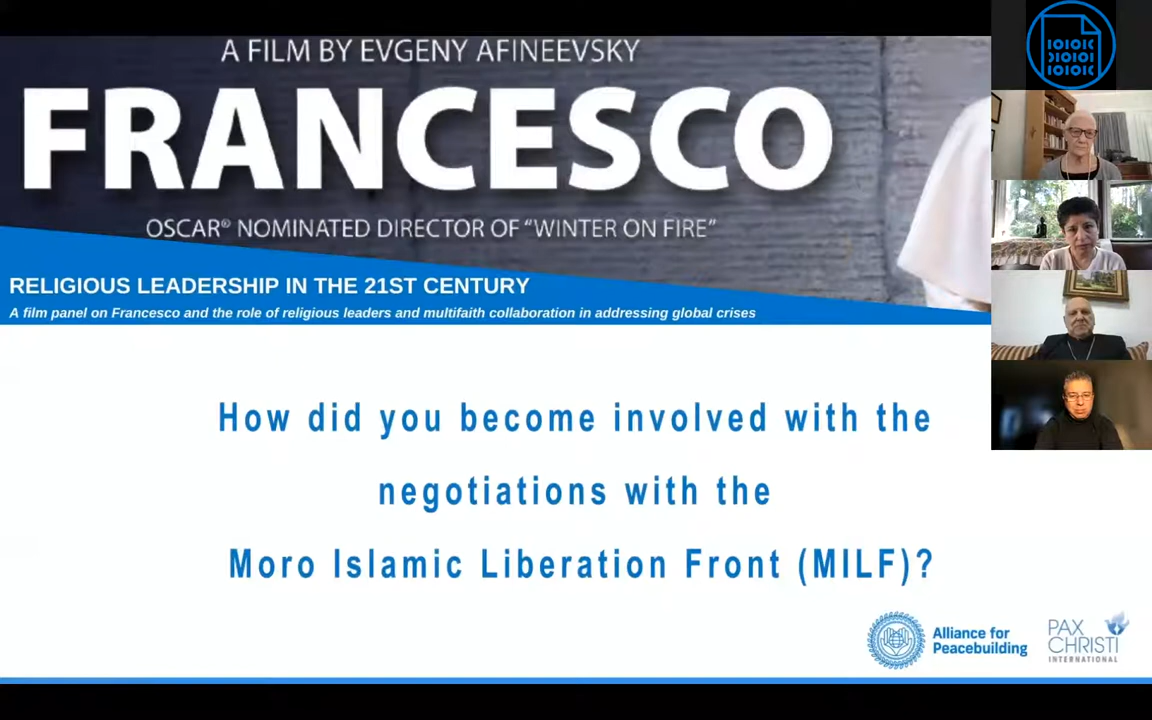 A FILM BY EVGENY AFINEEVSKY
FRANCESCO
OSCAR® NOMINATED DIRECTOR OF “WINTER ON FIRE”
RELIGIOUS LEADERSHIP IN THE 21ST CENTURY
A film panel on Francesco and the role of religious leaders and multifaith collaboration in addressing global crises
How did you become involved with the
negotiations with the
Moro Islamic Liberation Front (MILF)?
Alliance for
Peacebuilding
PAX
CHRISTI
INTERNATIONAL